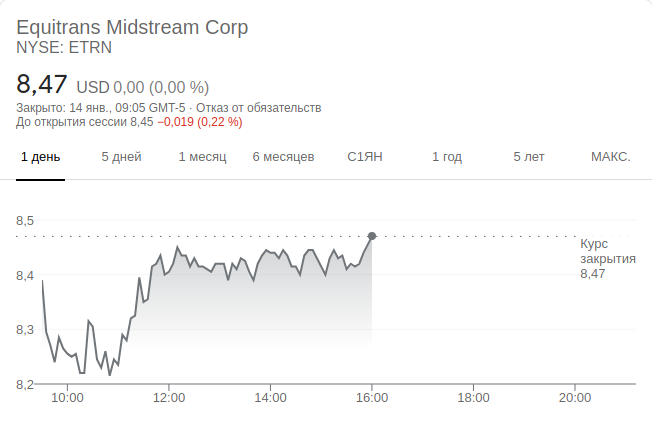 Equitrans Midstream Corp
NYSE: ETRN
8,47 USD 0,00 (0,00 %)
Закрыто: 14 янв., 09:05 GMT-5 · Отказ от обязательств
До открытия сессии 8,45 −0,019 (0,22 %)
1 день 5 дней 1 месяц 6 месяцев С1ЯН 1 год 5 лет МАКС.
8,5
Курс
закрытия
8,47
8,4
8,3
8,2
10:00 12:00 14:00 16:00 18:00 20:00